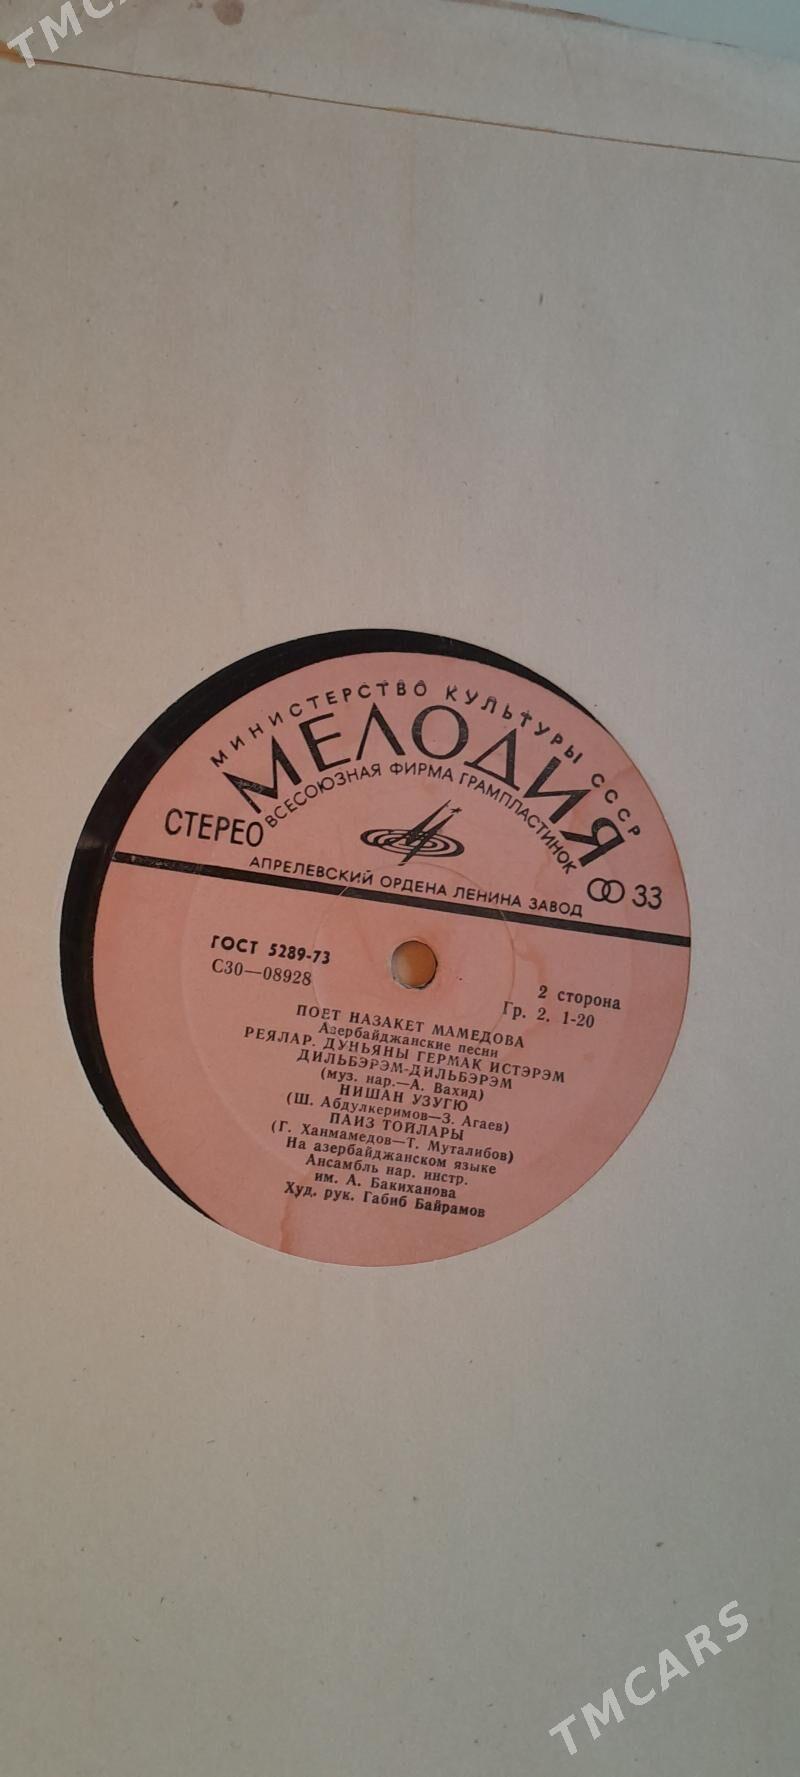 TMCARS
МИНИСТЕРСТВО КУЛЬТУРЫ СССР
МЕЛОДИЯ
ВСЕСОЮЗНАЯ ФИРМА ГРАМПЛАСТИНОК
СТЕРЕО
АПРЕЛЕВСКИЙ ОРДЕНА ЛЕНИНА ЗАВОД
33
ГОСТ 5289-73
С30—08928
2 сторона
Гр. 2. 1-20
ПОЕТ НАЗАКЕТ МАМЕДОВА
Азербайджанские песни
РЕЯЛАР. ДУНЬЯНЫ ГЕРМАК ИСТЭРЭМ
ДИЛЬБЭРЭМ-ДИЛЬБЭРЭМ
(муз. нар.—А. Вахид)
НИШАН УЗУГЮ
(Ш. Абдулкеримов—З. Агаев)
ПАИЗ ТОЙЛАРЫ
(Г. Ханмамедов—Т. Муталибов)
На азербайджанском языке
Ансамбль нар. инстр.
им. А. Бакиханова
Худ. рук. Габиб Байрамов
TMCARS